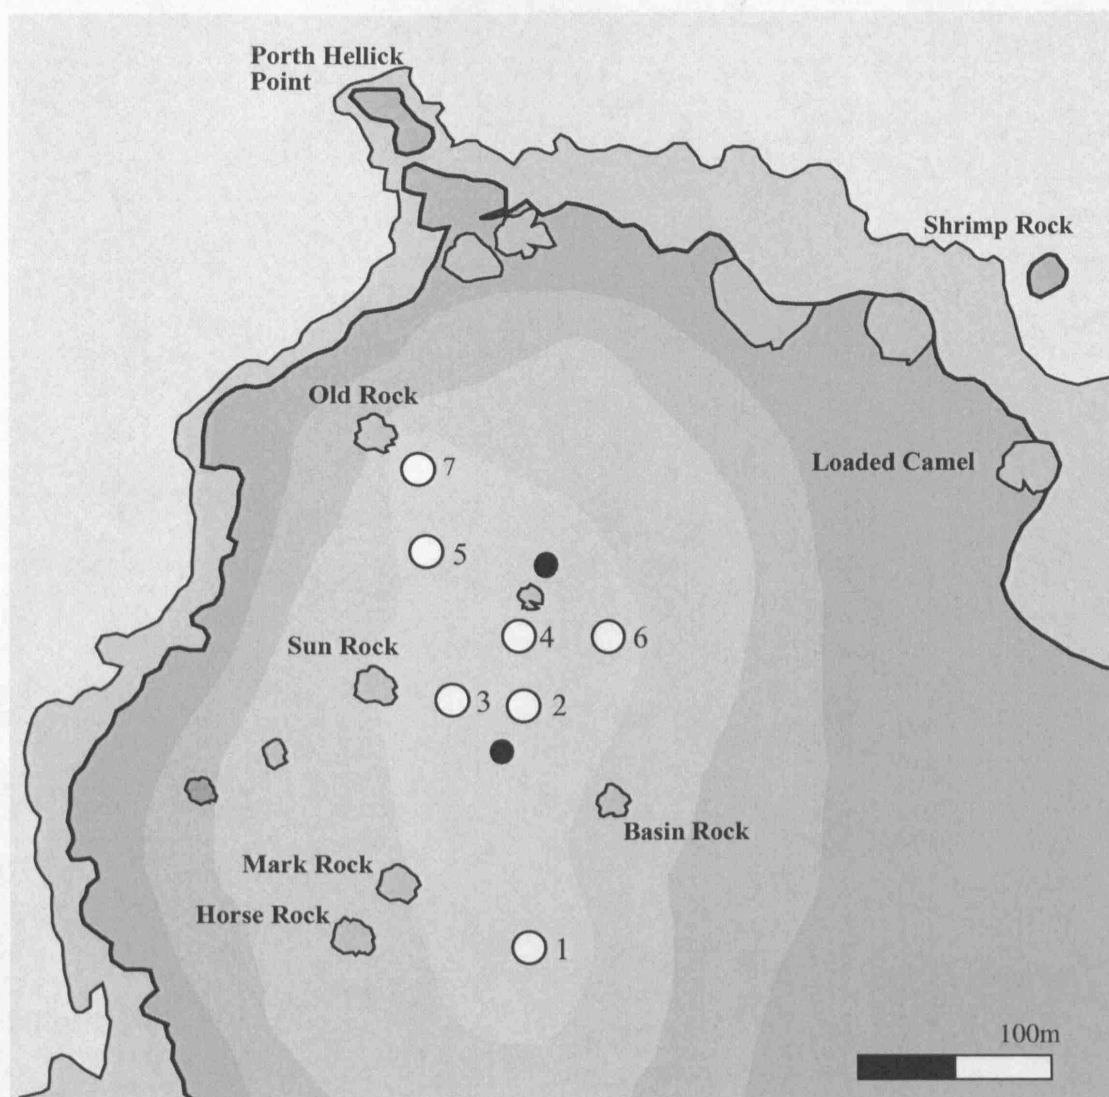 Porth Hellick
Point
Shrimp Rock
Old Rock
Loaded Camel
7
5
4
6
Sun Rock
3
2
Basin Rock
Mark Rock
Horse Rock
1
100m